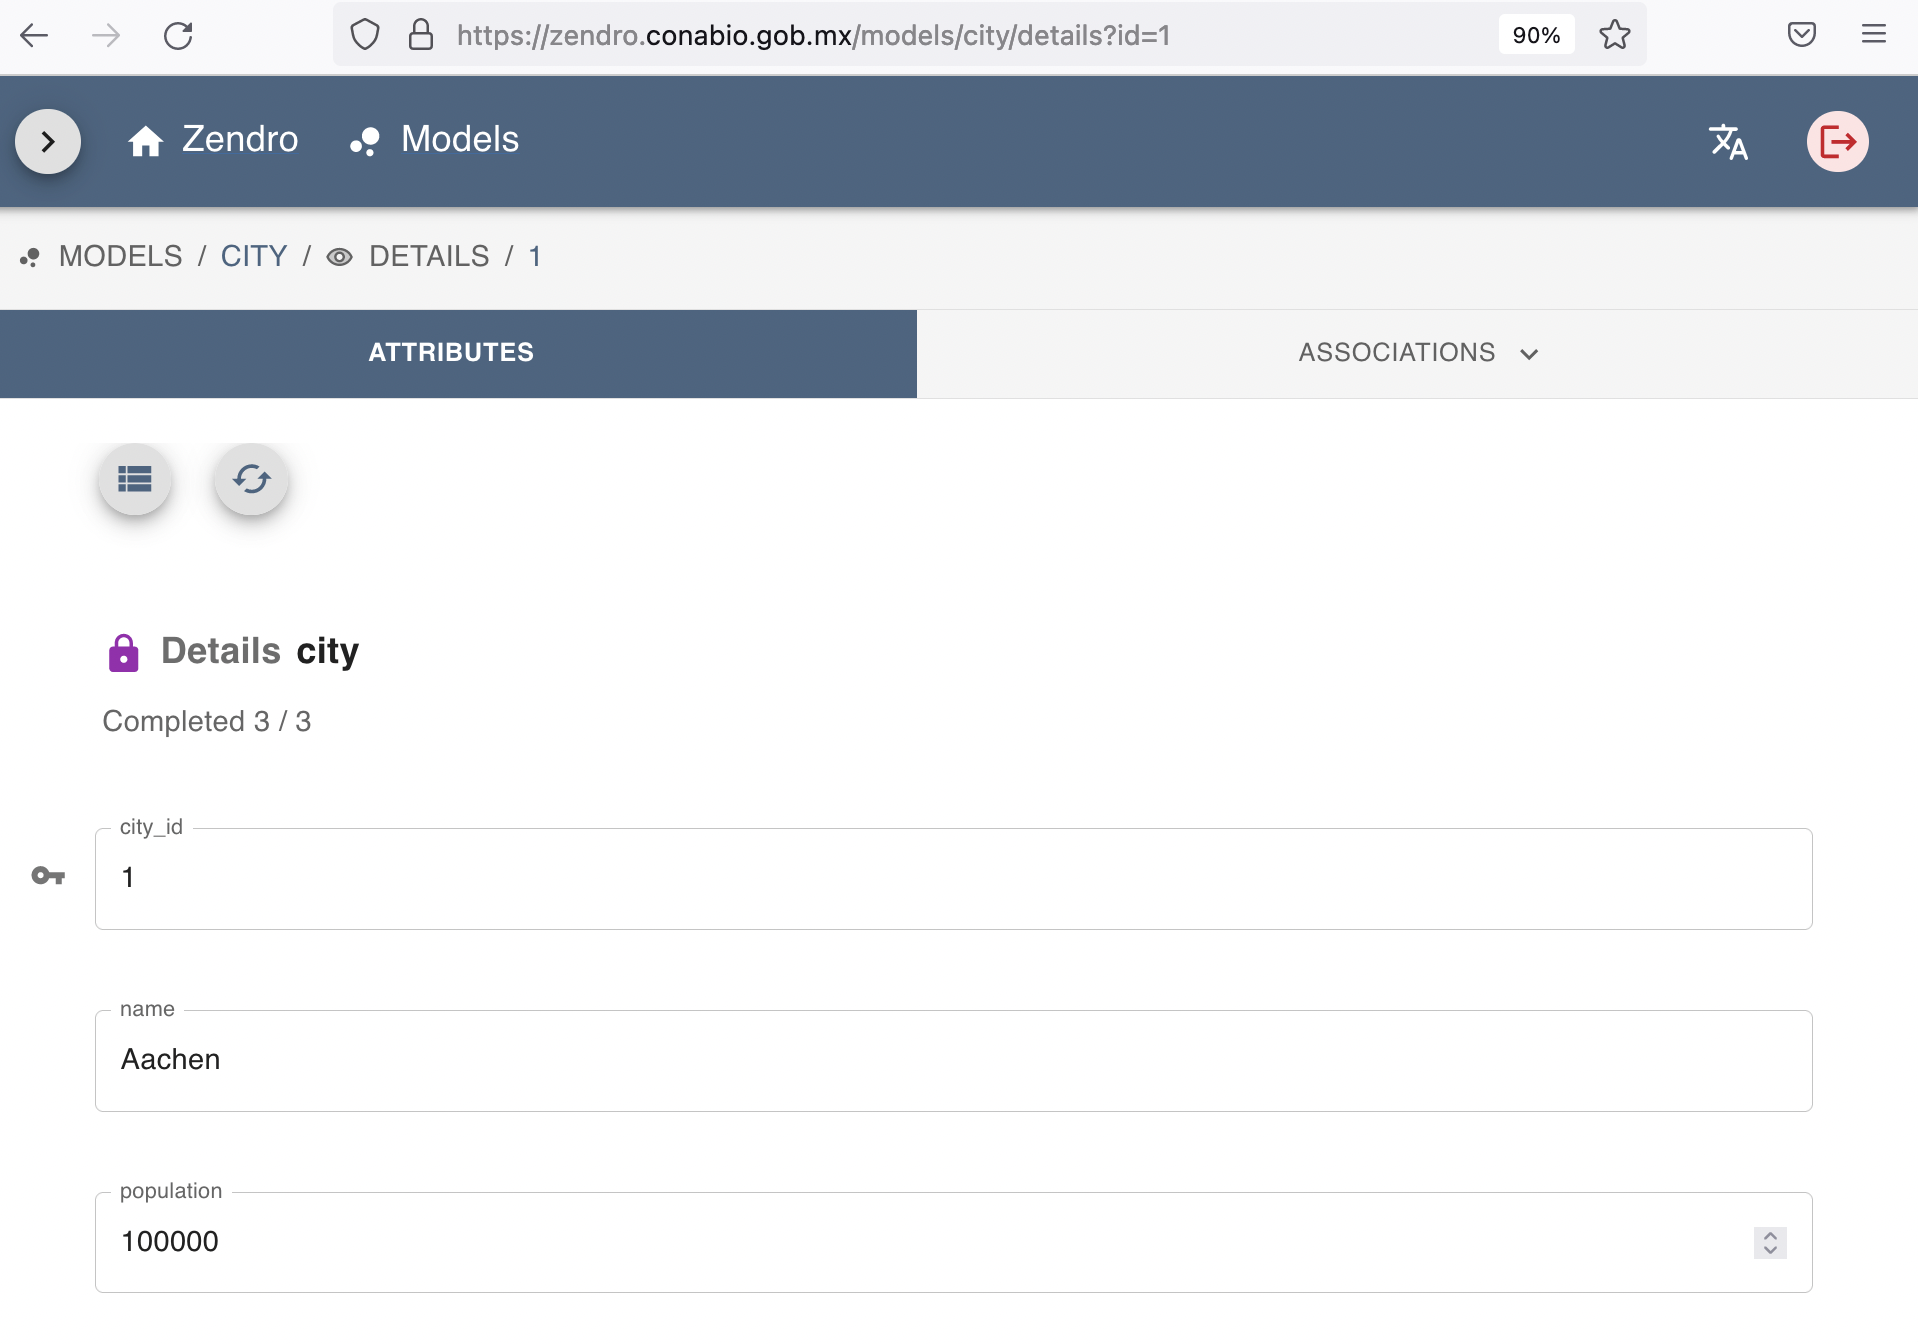 https://zendro.conabio.gob.mx/models/city/details?id=1 90%
Zendro Models
MODELS / CITY / DETAILS / 1
ATTRIBUTES ASSOCIATIONS
Details city
Completed 3 / 3
city_id
1
name
Aachen
population
100000